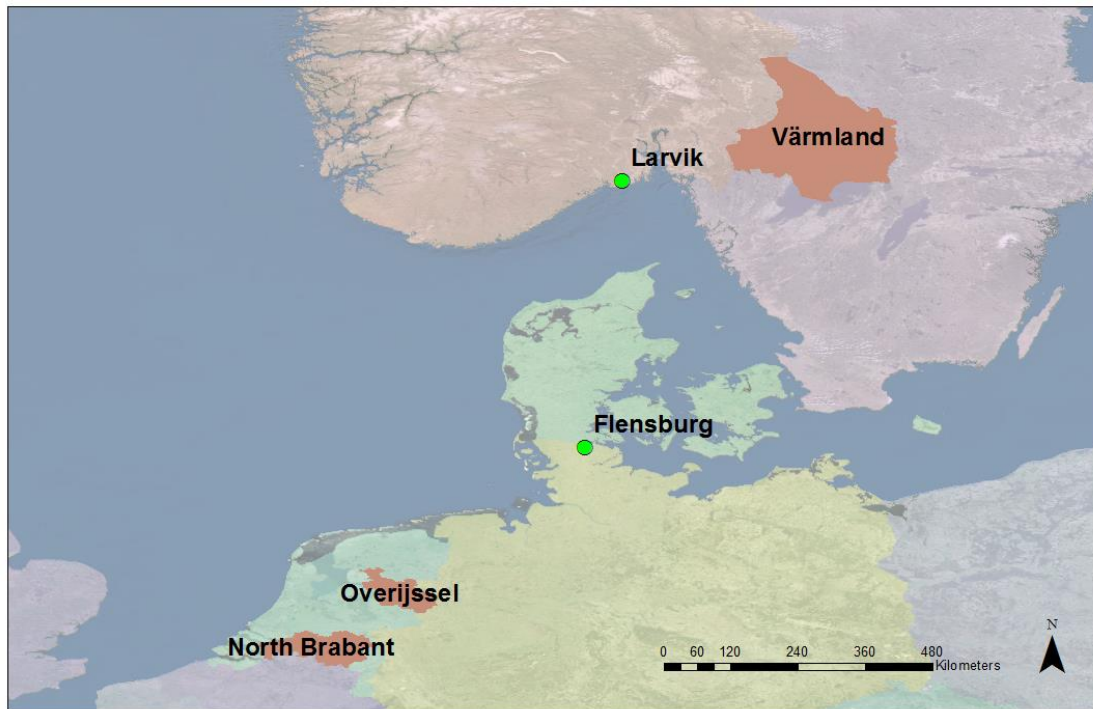 Värmland
Larvik
Flensburg
Overijssel
North Brabant
N
0 60 120 240 360 480
Kilometers